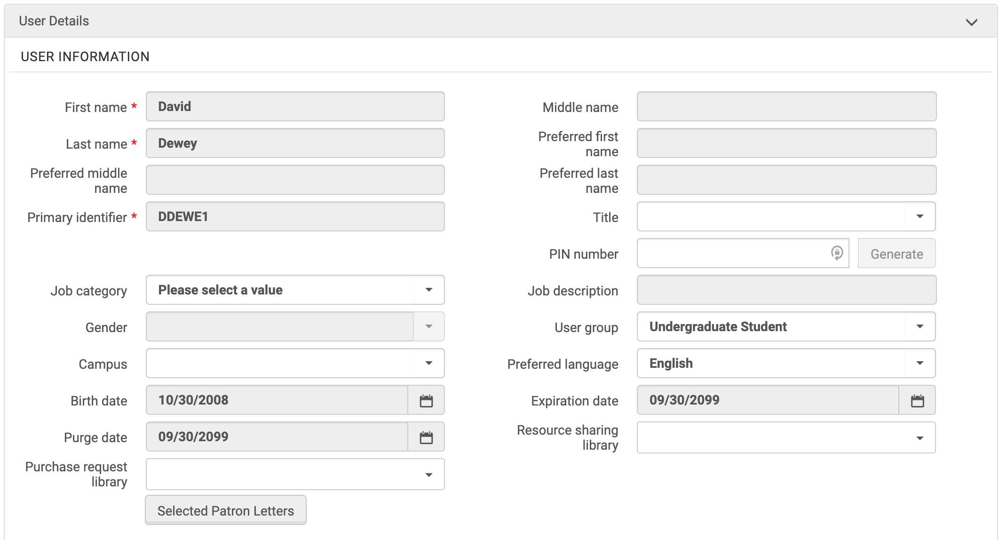 User Details
USER INFORMATION
First name * David
Middle name
Last name * Dewey
Preferred first
name
Preferred middle
name
Preferred last
name
Primary identifier * DDEWE1
Title
PIN number Generate
Job category Please select a value
Job description
Gender
User group Undergraduate Student
Campus
Preferred language English
Birth date 10/30/2008
Expiration date 09/30/2099
Purge date 09/30/2099
Resource sharing
library
Purchase request
library
Selected Patron Letters